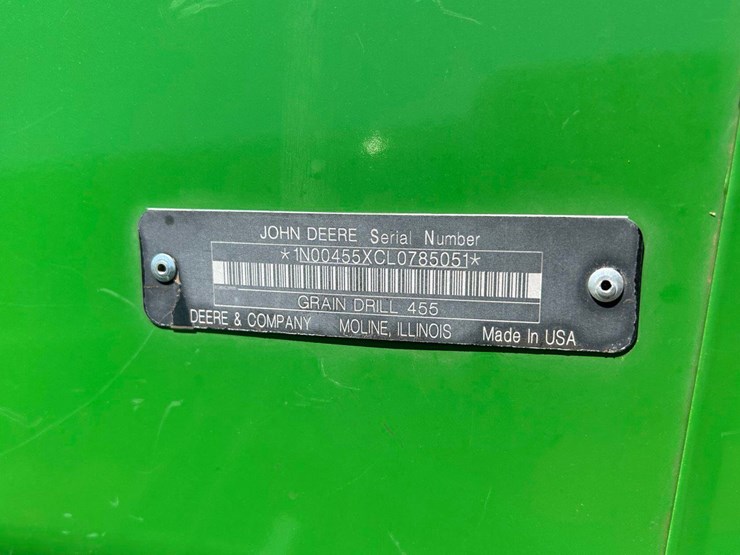 JOHN DEERE Serial Number
*1N00455XCL0785051*
GRAIN DRILL 455
DEERE & COMPANY MOLINE, ILLINOIS Made In USA